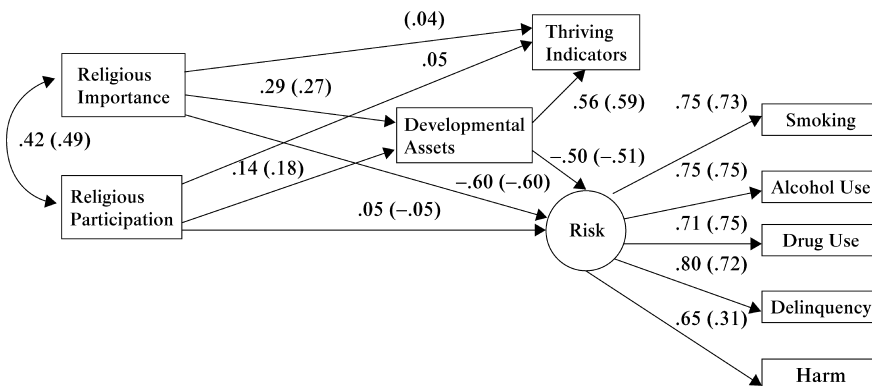 (.04)
Thriving
Indicators
.05
Religious
Importance
.29 (.27)
.56 (.59)
.75 (.73)
Smoking
Developmental
Assets
.42 (.49)
−.50 (−.51)
.75 (.75)
Alcohol Use
.14 (.18)
−.60 (−.60)
Religious
Participation
.05 (−.05)
Risk
.71 (.75)
Drug Use
.80 (.72)
Delinquency
.65 (.31)
Harm